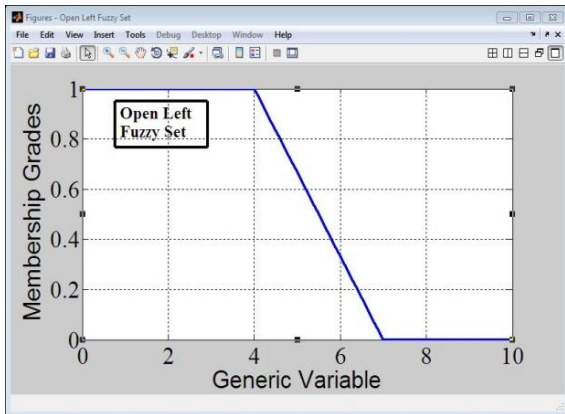 Figures - Open Left Fuzzy Set
File Edit View Insert Tools Debug Desktop Window Help
Open Left
Fuzzy Set
Membership Grades
1
0.8
0.6
0.4
0.2
0
0 2 4 6 8 10
Generic Variable